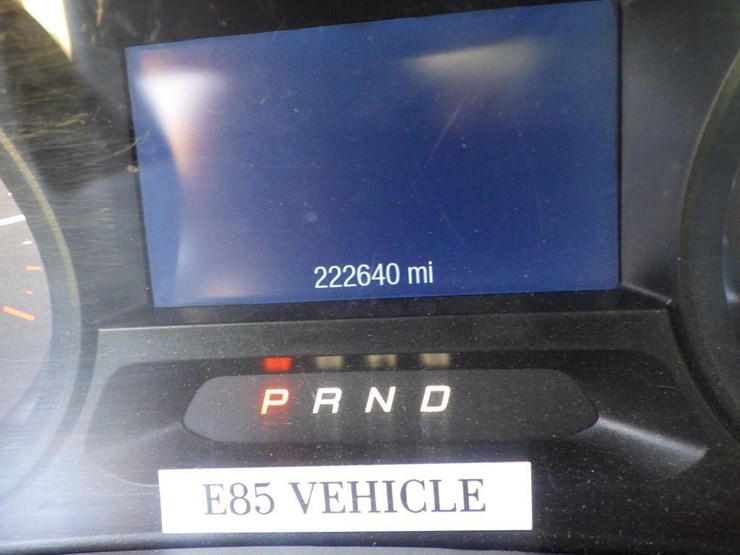 222640 mi
P R N D
E85 VEHICLE